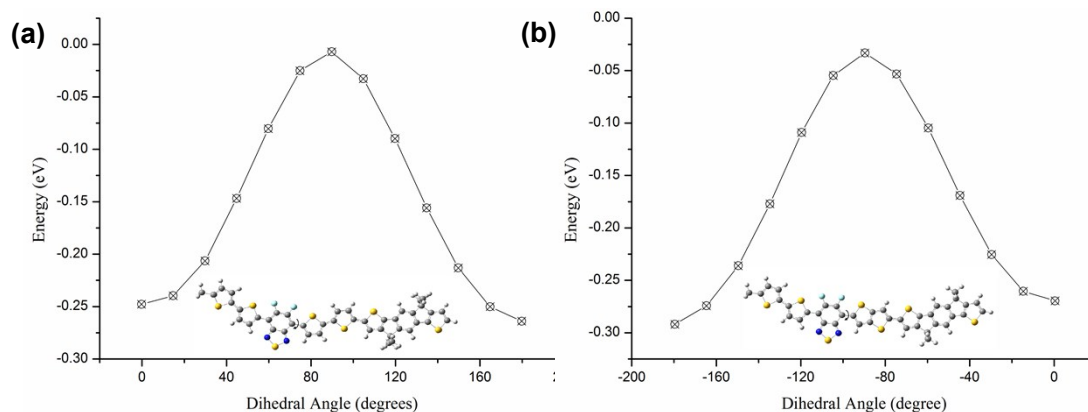 (a)
0.00
-0.05
-0.10
-0.15
-0.20
-0.25
-0.30
Energy (eV)
0 40 80 120 160 2
Dihedral Angle (degrees)
(b)
0.00
-0.05
-0.10
-0.15
-0.20
-0.25
-0.30
Energy (eV)
-200 -160 -120 -80 -40 0
Dihedral Angle (degree)